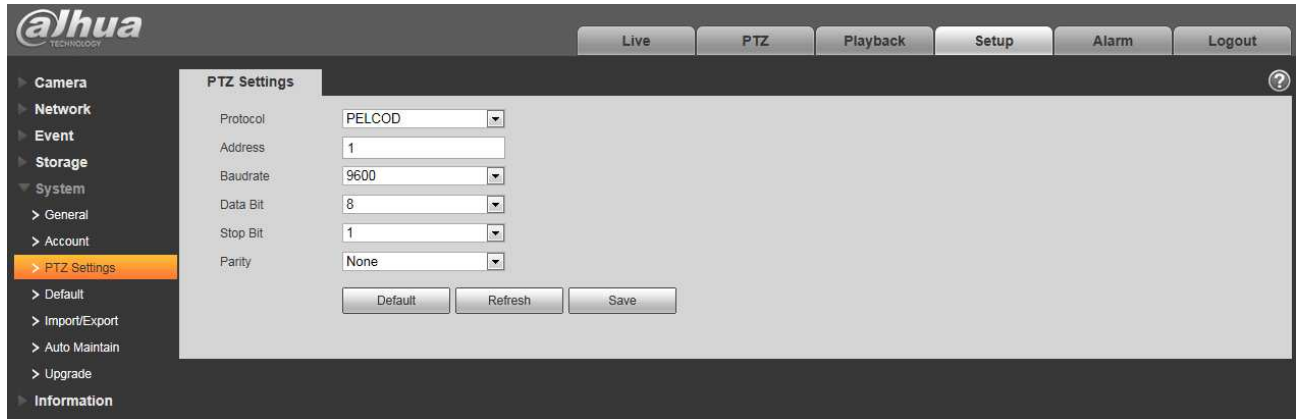 alhua
TECHNOLOGY
Live PTZ Playback Setup Alarm Logout
Camera
Network
Event
Storage
System
> General
> Account
> PTZ Settings
> Default
> Import/Export
> Auto Maintain
> Upgrade
Information
PTZ Settings
?
Protocol PELCOD
Address 1
Baudrate 9600
Data Bit 8
Stop Bit 1
Parity None
Default Refresh Save